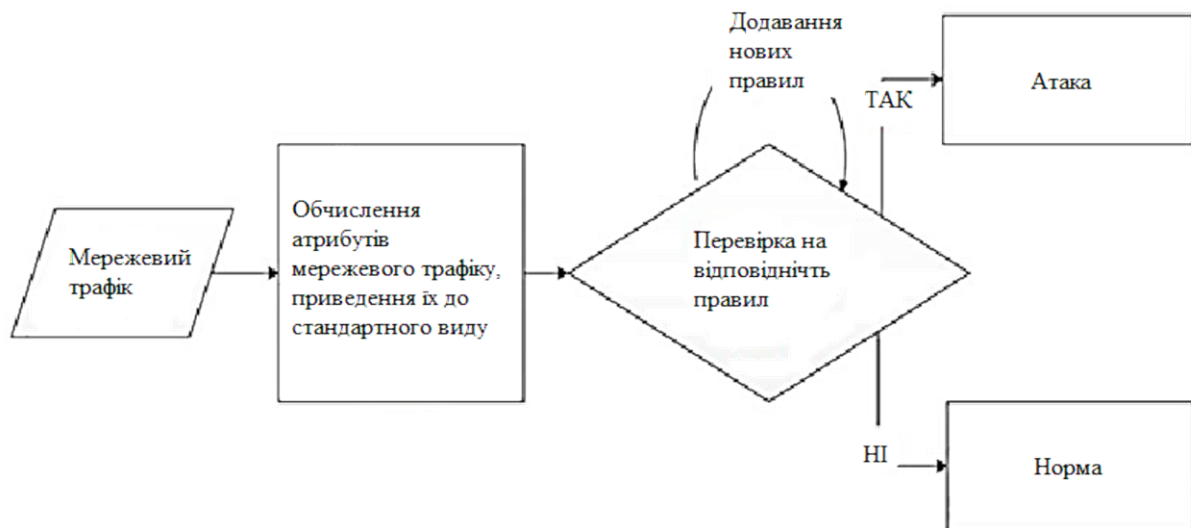 Мережевий
трафік
Обчислення
атрибутів
мережевого трафіку,
приведення їх до
стандартного виду
Додавання
нових
правил
Перевірка на
відповіднічть
правил
ТАК
Атака
НІ
Норма